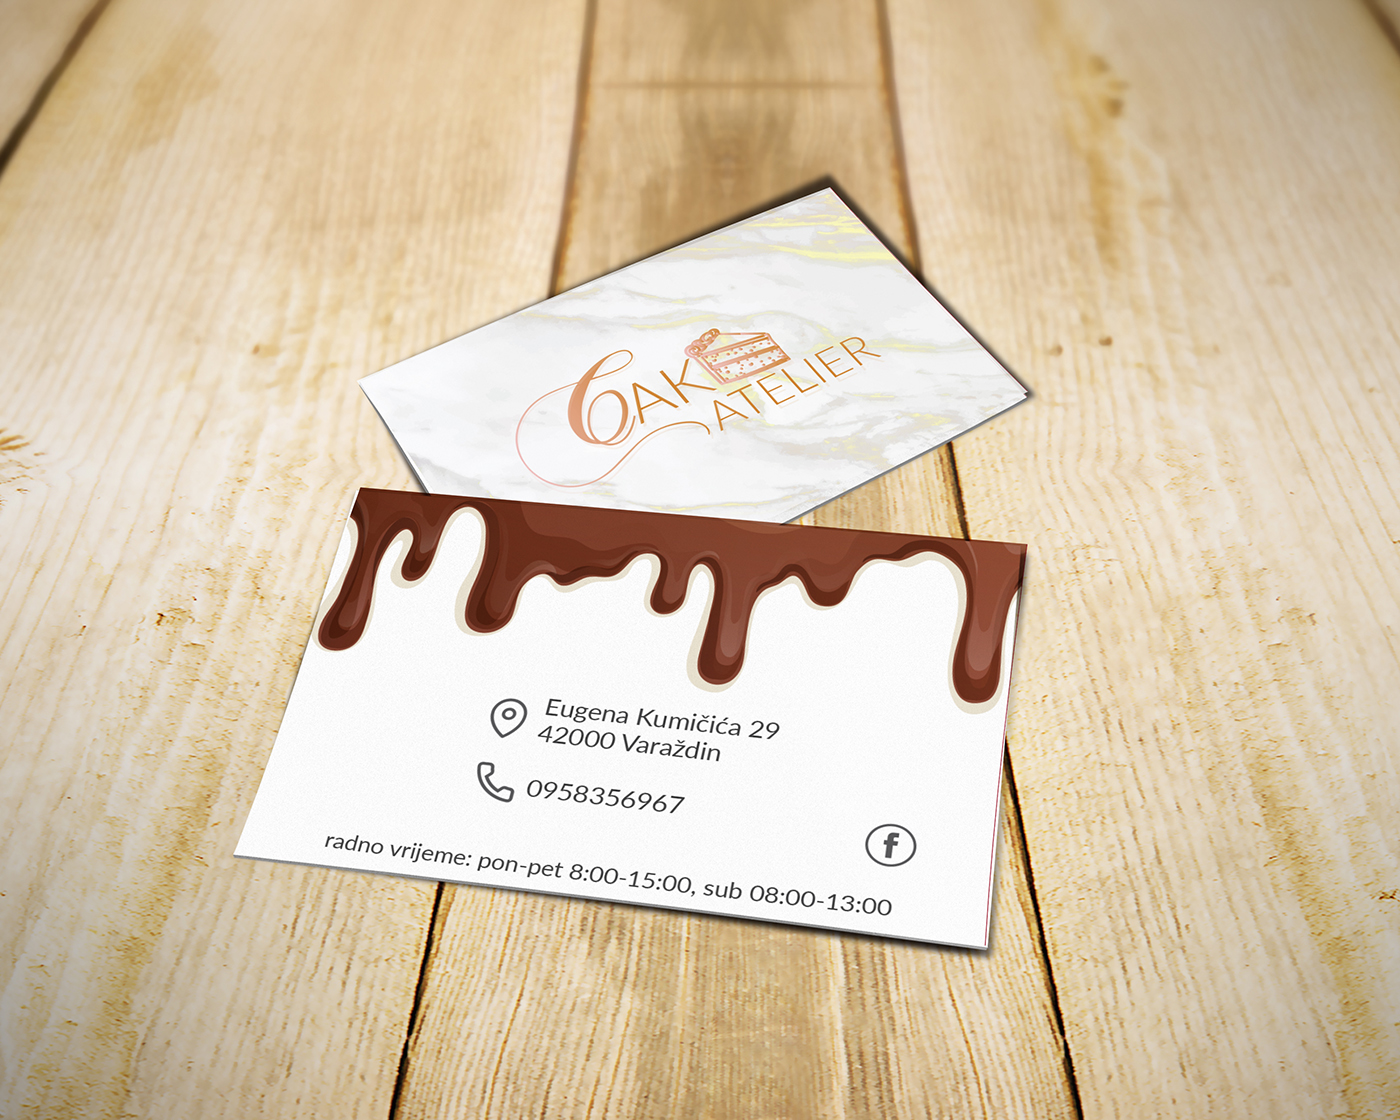 CAK ATELIER
Eugena Kumičića 29
42000 Varaždin
0958356967
radno vrijeme: pon-pet 8:00-15:00, sub 08:00-13:00